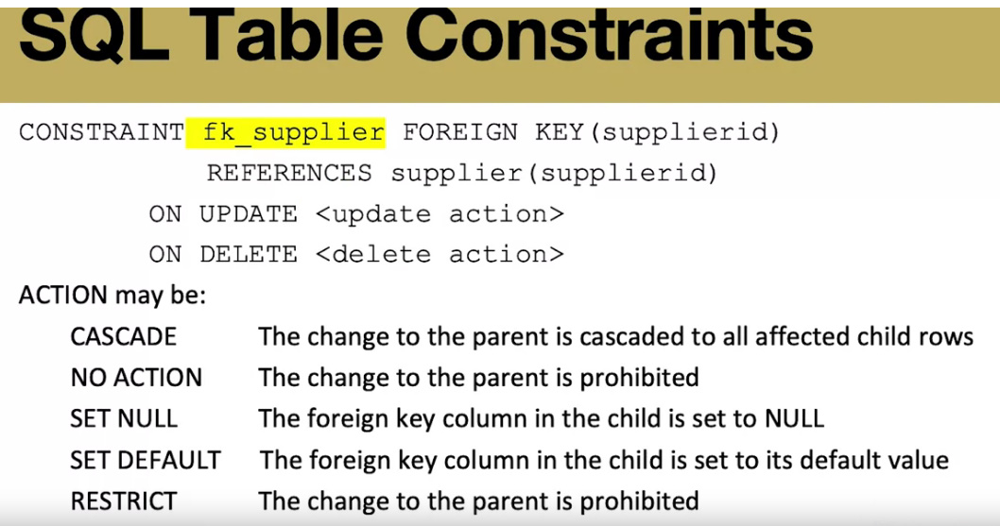 SQL Table Constraints
CONSTRAINT fk_supplier FOREIGN KEY(supplierid)
REFERENCES supplier(supplierid)
ON UPDATE <update action>
ON DELETE <delete action>
ACTION may be:
CASCADE The change to the parent is cascaded to all affected child rows
NO ACTION The change to the parent is prohibited
SET NULL The foreign key column in the child is set to NULL
SET DEFAULT The foreign key column in the child is set to its default value
RESTRICT The change to the parent is prohibited